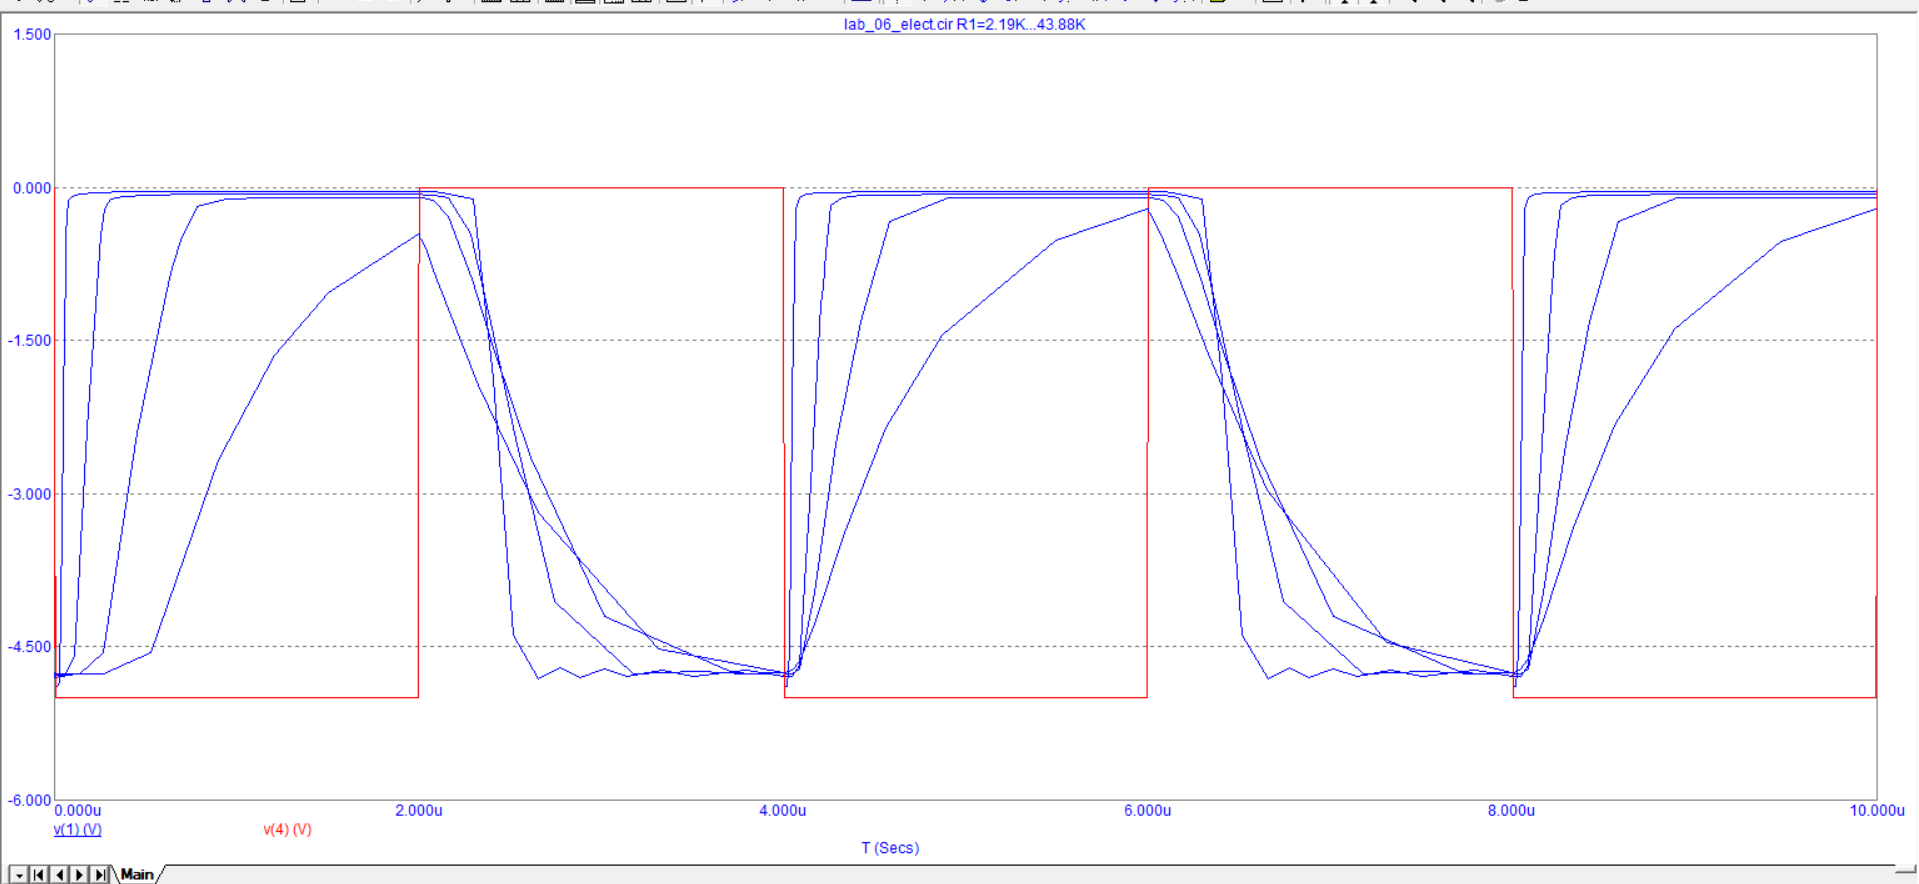 lab_06_elect.cir R1=2.19K...43.88K
1.500
0.000
-1.500
-3.000
-4.500
-6.000
0.000u 2.000u 4.000u 6.000u 8.000u 10.000u
v(1) (V) v(4) (V)
T (Secs)
Main